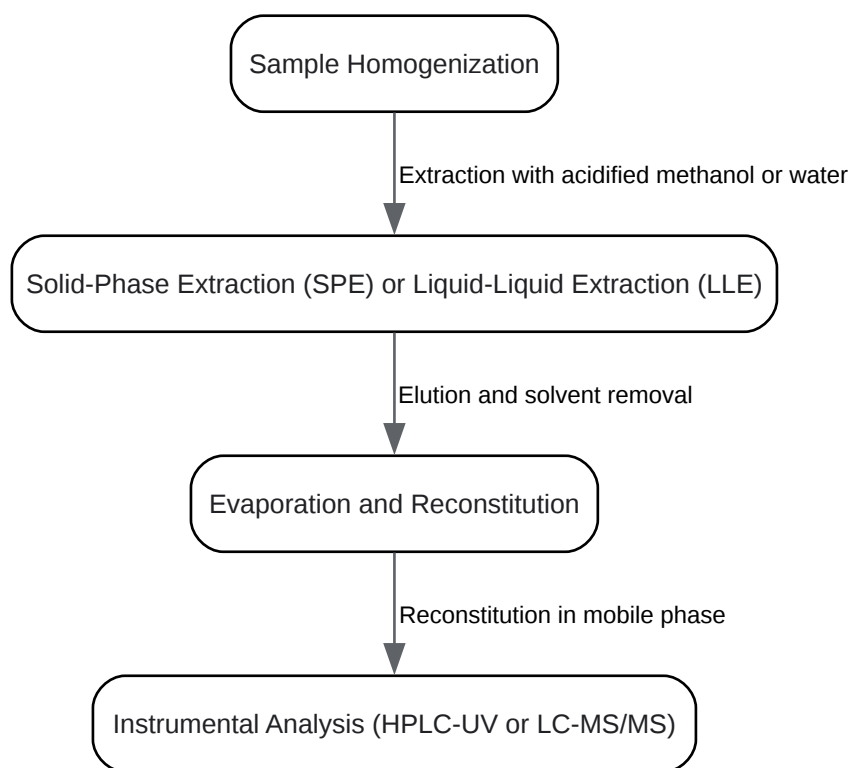 Sample Homogenization
Extraction with acidified methanol or water
Solid-Phase Extraction (SPE) or Liquid-Liquid Extraction (LLE)
Elution and solvent removal
Evaporation and Reconstitution
Reconstitution in mobile phase
Instrumental Analysis (HPLC-UV or LC-MS/MS)